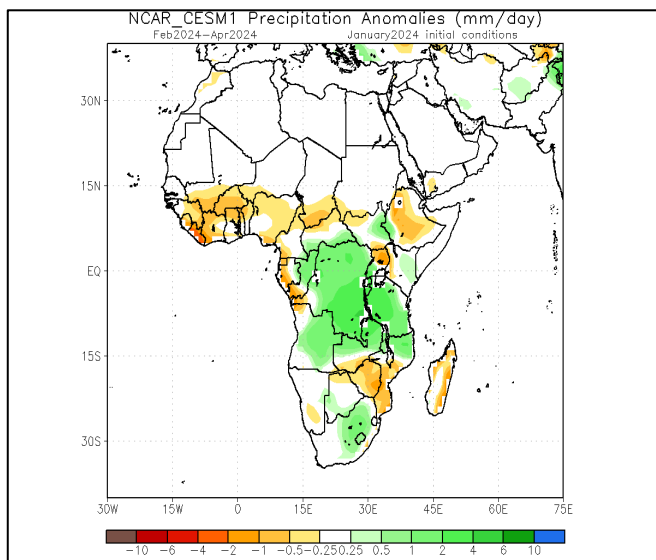 NCAR_CESM1 Precipitation Anomalies (mm/day)
Feb2024-Apr2024 January2024 initial conditions
30N
15N
EQ
15S
30S
30W 15W 0 15E 30E 45E 60E 75E
-10 -6 -4 -2 -1 -0.5 -0.25 0.25 0.5 1 2 4 6 10